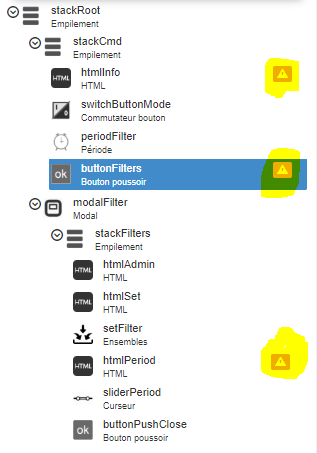 stackRoot
Empilement
stackCmd
Empilement
HTML
htmlInfo
HTML
switchButtonMode
Commutateur bouton
periodFilter
Période
ok
buttonFilters
Bouton poussoir
modalFilter
Modal
stackFilters
Empilement
HTML
htmlAdmin
HTML
HTML
htmlSet
HTML
setFilter
Ensembles
HTML
htmlPeriod
HTML
sliderPeriod
Curseur
ok
buttonPushClose
Bouton poussoir